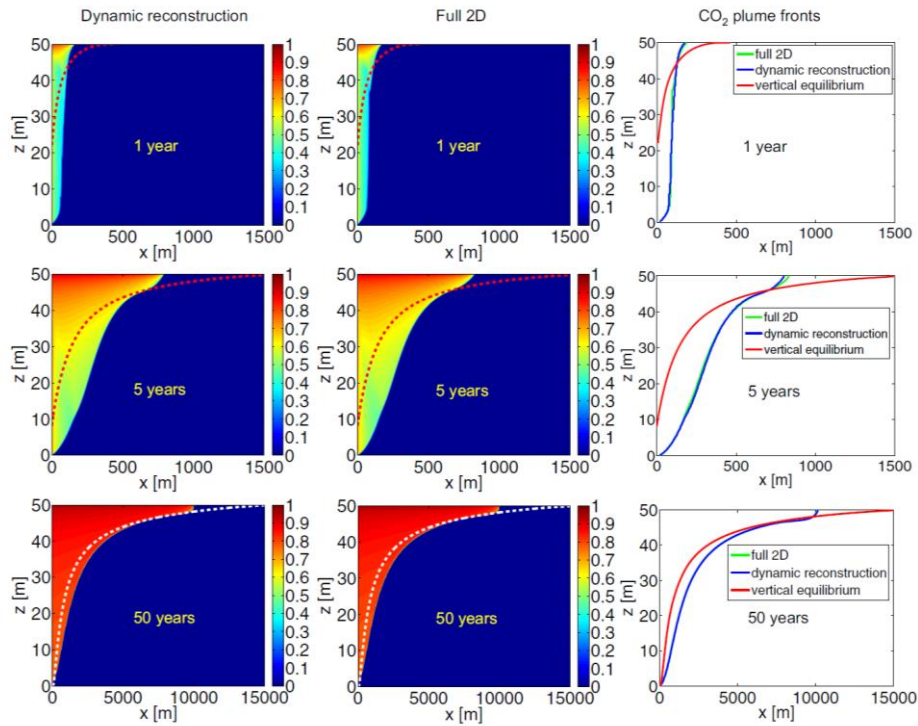 Dynamic reconstruction
Full 2D
CO2 plume fronts
50
40
30
20
10
0
z [m]
1 year
0 500 1000 1500
x [m]
1
0.9
0.8
0.7
0.6
0.5
0.4
0.3
0.2
0.1
0
50
40
30
20
10
0
z [m]
1 year
0 500 1000 1500
x [m]
1
0.9
0.8
0.7
0.6
0.5
0.4
0.3
0.2
0.1
0
50
40
30
20
10
0
z [m]
full 2D
dynamic reconstruction
vertical equilibrium
1 year
0 500 1000 1500
x [m]
50
40
30
20
10
0
z [m]
5 years
0 500 1000 1500
x [m]
1
0.9
0.8
0.7
0.6
0.5
0.4
0.3
0.2
0.1
0
50
40
30
20
10
0
z [m]
5 years
0 500 1000 1500
x [m]
1
0.9
0.8
0.7
0.6
0.5
0.4
0.3
0.2
0.1
0
50
40
30
20
10
0
z [m]
full 2D
dynamic reconstruction
vertical equilibrium
5 years
0 500 1000 1500
x [m]
50
40
30
20
10
0
z [m]
50 years
0 5000 10000 15000
x [m]
1
0.9
0.8
0.7
0.6
0.5
0.4
0.3
0.2
0.1
0
50
40
30
20
10
0
z [m]
50 years
0 5000 10000 15000
x [m]
1
0.9
0.8
0.7
0.6
0.5
0.4
0.3
0.2
0.1
0
50
40
30
20
10
0
z [m]
full 2D
dynamic reconstruction
vertical equilibrium
50 years
0 5000 10000 15000
x [m]